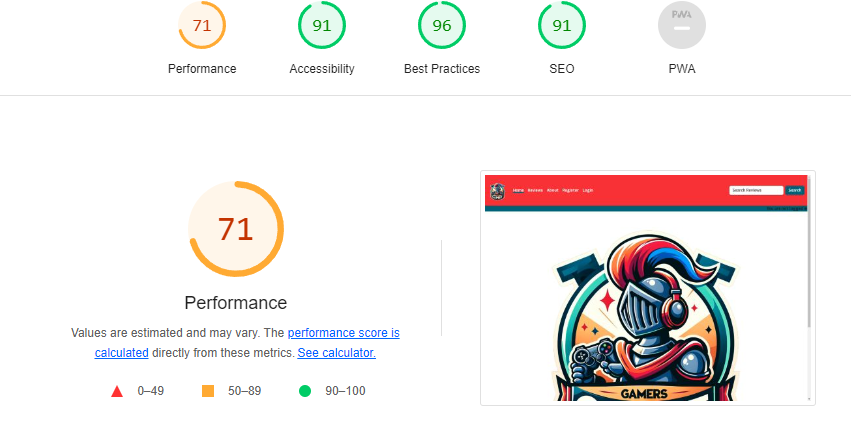 71
91
96
91
PWA
Performance
Accessibility
Best Practices
SEO
PWA
71
Performance
Values are estimated and may vary. The performance score is
calculated directly from these metrics. See calculator.
0–49
50–89
90–100
Home Reviews About Register Login
Search reviews
Search
GAMERS